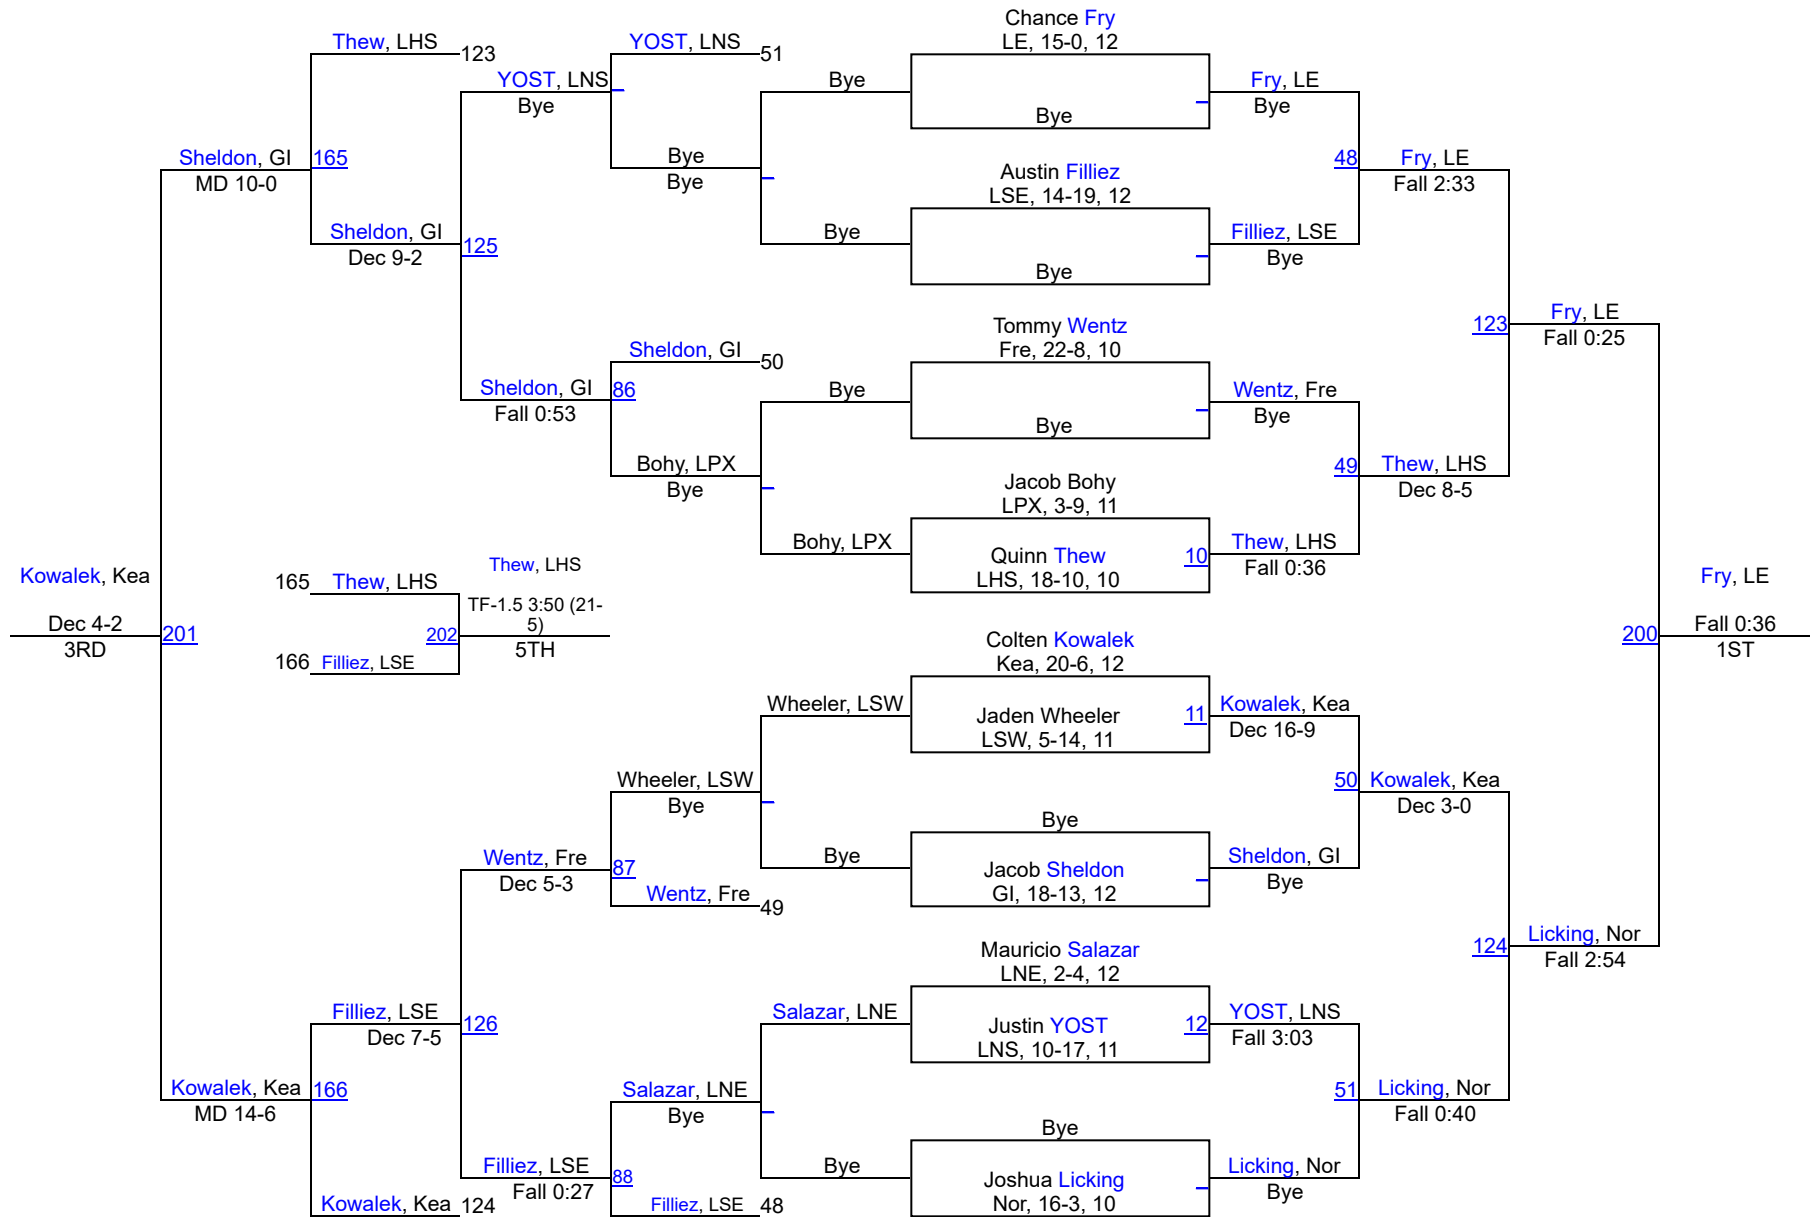 Chance Fry
LE, 15-0, 12
Thew, LHS
123
YOST, LNS
51
YOST, LNS
Bye
Bye
Bye
Fry, LE
Bye
Sheldon, GI
165
MD 10-0
Bye
Bye
Austin Filliez
LSE, 14-19, 12
48
Fry, LE
Fall 2:33
Sheldon, GI
125
Dec 9-2
Bye
Bye
Filliez, LSE
Bye
Tommy Wentz
Fre, 22-8, 10
123
Fry, LE
Fall 0:25
Sheldon, GI
50
Sheldon, GI
86
Fall 0:53
Bye
Bye
Wentz, Fre
Bye
Bohy, LPX
Bye
Jacob Bohy
LPX, 3-9, 11
49
Thew, LHS
Dec 8-5
Bohy, LPX
Quinn Thew
LHS, 18-10, 10
10
Thew, LHS
Fall 0:36
Kowalek, Kea
Dec 4-2
3RD
201
165
Thew, LHS
166
Filliez, LSE
202
Thew, LHS
TF-1.5 3:50 (21-
5)
5TH
Fry, LE
200
Fall 0:36
1ST
Colten Kowalek
Kea, 20-6, 12
Wheeler, LSW
Jaden Wheeler
LSW, 5-14, 11
11
Kowalek, Kea
Dec 16-9
Wheeler, LSW
Bye
50
Kowalek, Kea
Dec 3-0
Bye
Wentz, Fre
87
Dec 5-3
Bye
Jacob Sheldon
GI, 18-13, 12
Sheldon, GI
Bye
Wentz, Fre
49
Mauricio Salazar
LNE, 2-4, 12
124
Licking, Nor
Fall 2:54
Filliez, LSE
126
Dec 7-5
Salazar, LNE
Justin YOST
LNS, 10-17, 11
12
YOST, LNS
Fall 3:03
Kowalek, Kea
166
MD 14-6
Salazar, LNE
Bye
51
Licking, Nor
Fall 0:40
Bye
Filliez, LSE
88
Fall 0:27
Bye
Joshua Licking
Nor, 16-3, 10
Licking, Nor
Bye
Kowalek, Kea
124
Filliez, LSE
48